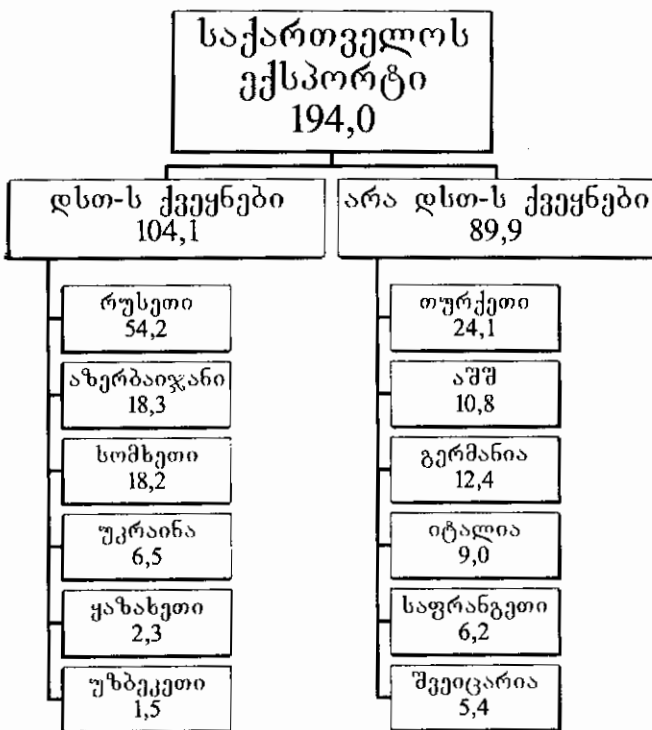 საქართველოს
ექსპორტი
194,0
დსთ-ს ქვეყნები
104,1
არა დსთ-ს ქვეყნები
89,9
რუსეთი
54,2
აზერბაიჯანი
18,3
სომხეთი
18,2
უკრაინა
6,5
ყაზახეთი
2,3
უზბეკეთი
1,5
თურქეთი
24,1
აშშ
10,8
გერმანია
12,4
იტალია
9,0
საფრანგეთი
6,2
შვეიცარია
5,4